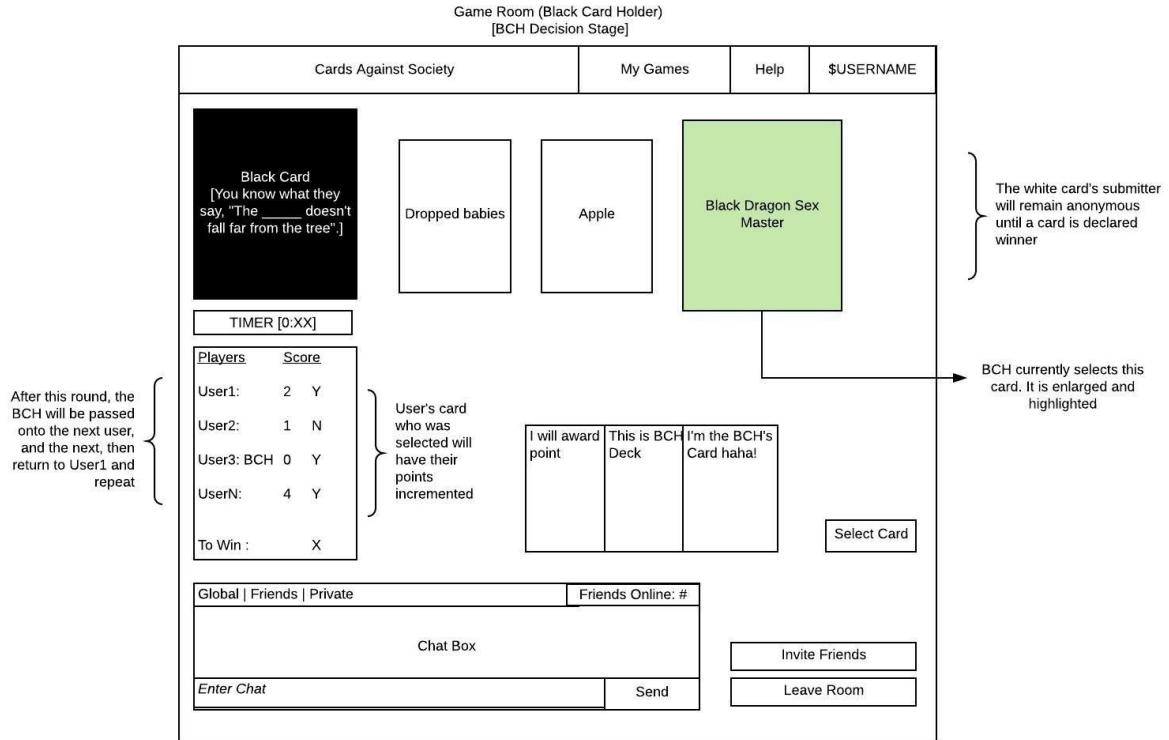 Game Room (Black Card Holder)
[BCH Decision Stage]
Cards Against Society
My Games
Help
$USERNAME
Black Card
[You know what they
say, "The _____ doesn't
fall far from the tree".]
Dropped babies
Apple
Black Dragon Sex
Master
The white card's submitter
will remain anonymous
until a card is declared
winner
TIMER [0:XX]
Players Score
User1: 2 Y
User2: 1 N
User3: BCH 0 Y
UserN: 4 Y
To Win : X
After this round, the
BCH will be passed
onto the next user,
and the next, then
return to User1 and
repeat
User's card
who was
selected will
have their
points
incremented
BCH currently selects this
card. It is enlarged and
highlighted
I will award
point
This is BCH
Deck
I'm the BCH's
Card haha!
Select Card
Global | Friends | Private
Friends Online: #
Chat Box
Enter Chat
Send
Invite Friends
Leave Room